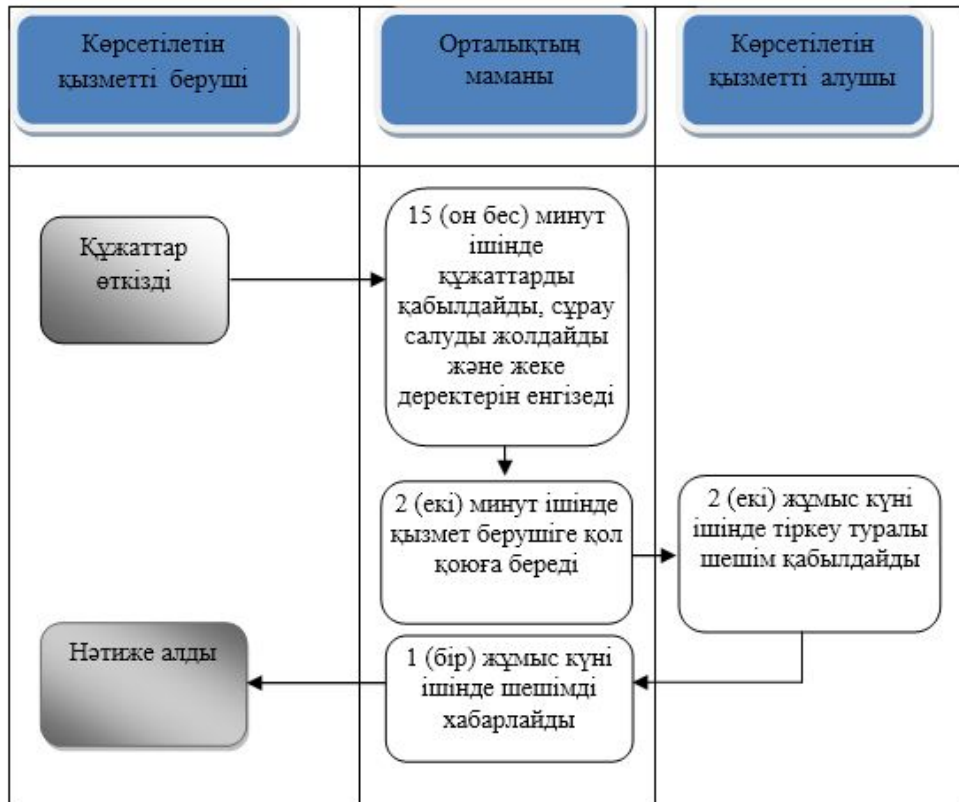 Көрсетілетін
қызметті беруші
Орталықтың
маманы
Көрсетілетін
қызметті алушы
Құжаттар
өткізді
15 (он бес) минут
ішінде
құжаттарды
қабылдайды, сұрау
салуды жолдайды
және жеке
деректерін енгізеді
2 (екі) минут ішінде
қызмет берушіге қол
қоюға береді
2 (екі) жұмыс күні
ішінде тіркеу туралы
шешім қабылдайды
1 (бір) жұмыс күні
ішінде шешімді
хабарлайды
Нәтиже алды